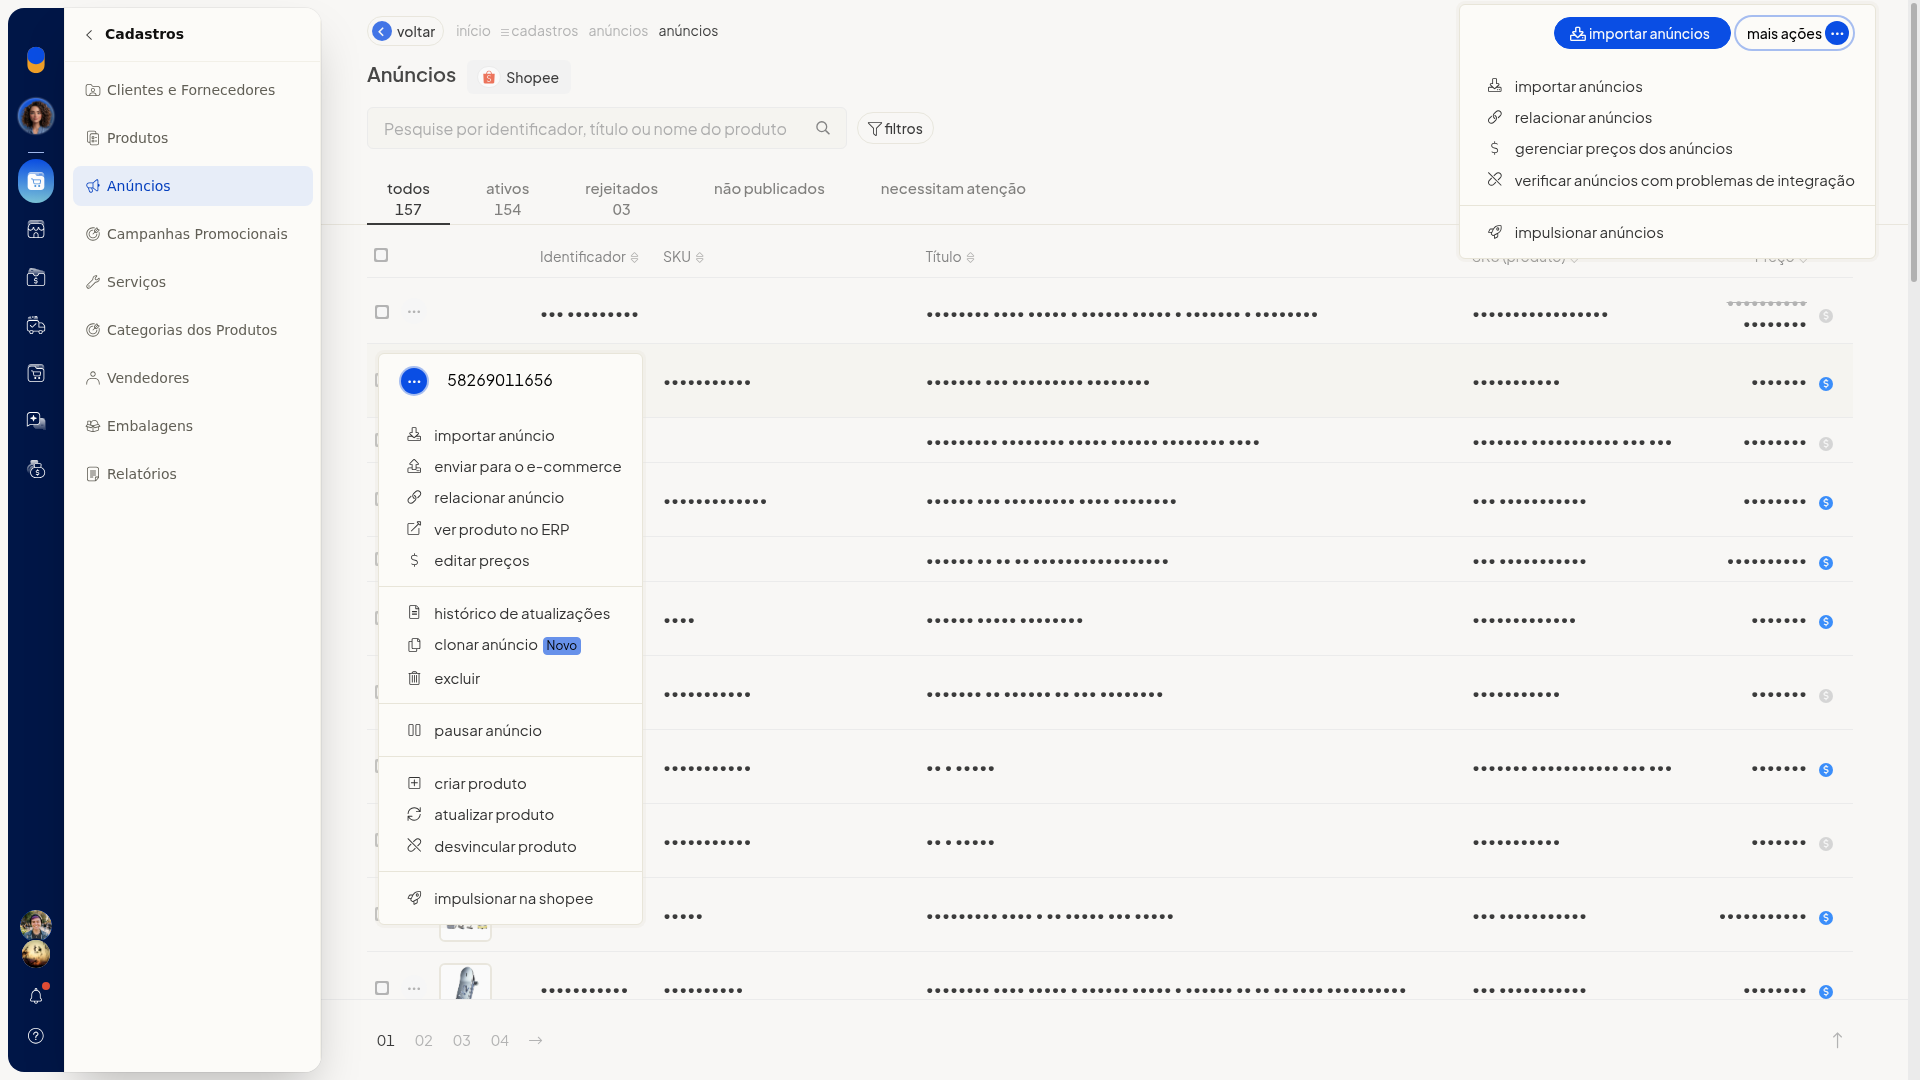 Cadastros
Clientes e Fornecedores
Produtos
Anúncios
Campanhas Promocionais
Serviços
Categorias dos Produtos
Vendedores
Embalagens
Relatórios
voltar
início
cadastros
anúncios
anúncios
Anúncios
Shopee
Pesquise por identificador, título ou nome do produto
filtros
importar anúncios
mais ações
importar anúncios
relacionar anúncios
gerenciar preços dos anúncios
verificar anúncios com problemas de integração
impulsionar anúncios
todos
157
ativos
154
rejeitados
03
não publicados
necessitam atenção
Identificador
SKU
Título
SKU (produto)
Preço
58269011656
importar anúncio
enviar para o e-commerce
relacionar anúncio
ver produto no ERP
editar preços
histórico de atualizações
clonar anúncio Novo
excluir
pausar anúncio
criar produto
atualizar produto
desvincular produto
impulsionar na shopee
01 02 03 04